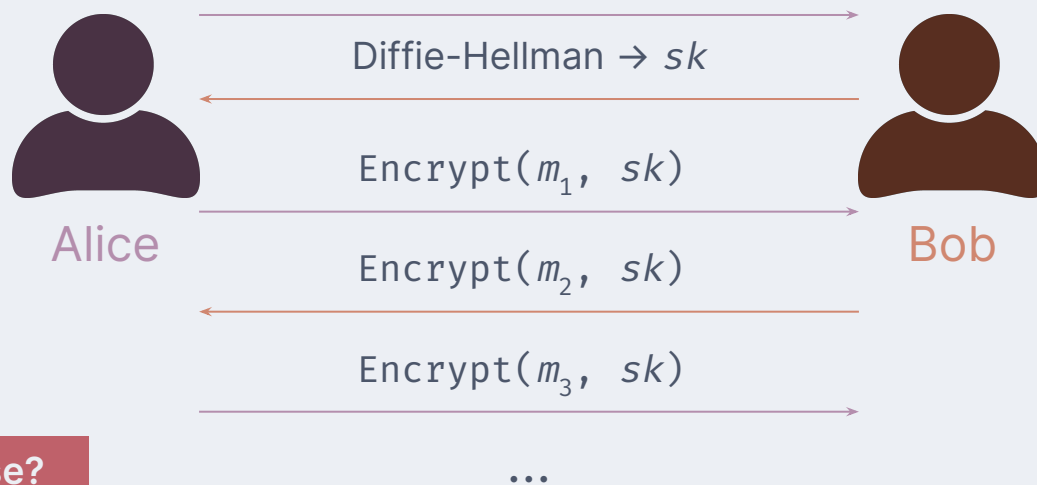 Diffie-Hellman → sk
Encrypt(m₁, sk)
Alice
Bob
Encrypt(m₂, sk)
Encrypt(m₃, sk)
...